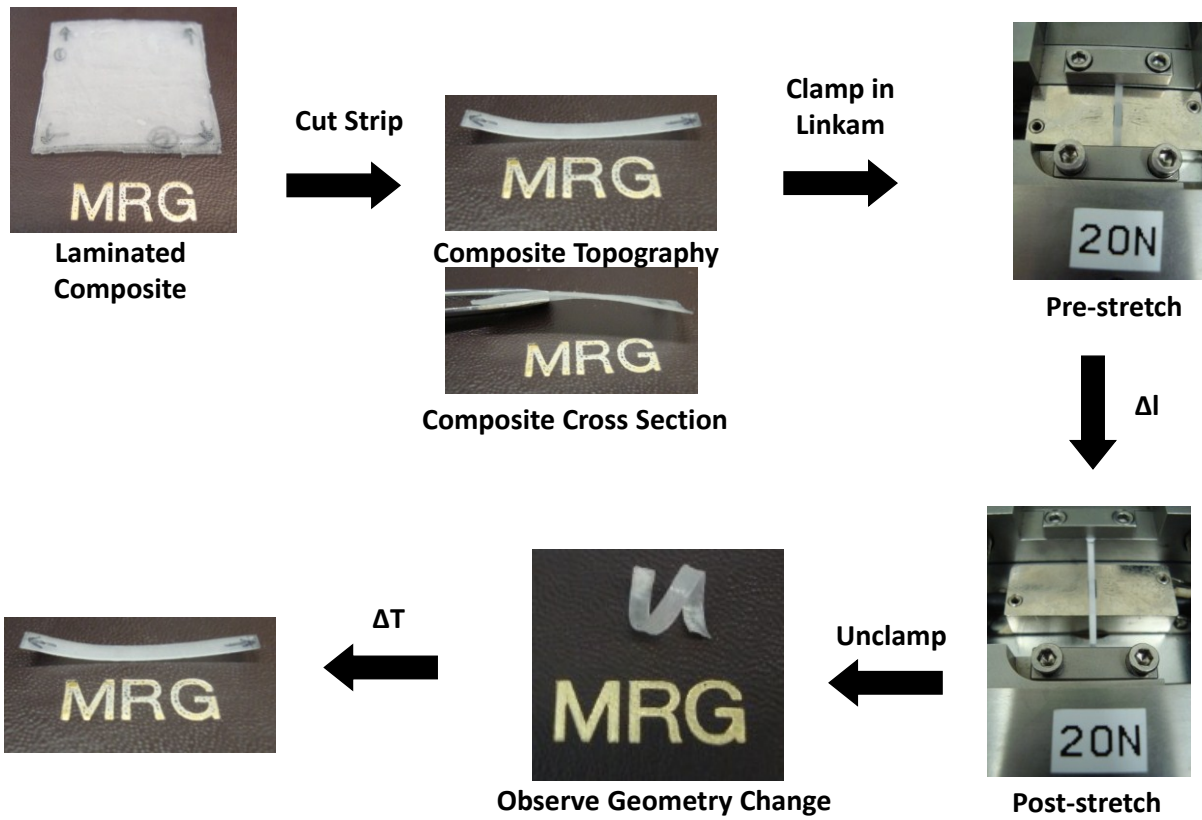 MRG
Laminated
Composite
Cut Strip
MRG
Composite Topography
MRG
Composite Cross Section
Clamp in
Linkam
20N
Pre-stretch
Δl
20N
Post-stretch
Unclamp
MRG
Observe Geometry Change
ΔT
MRG